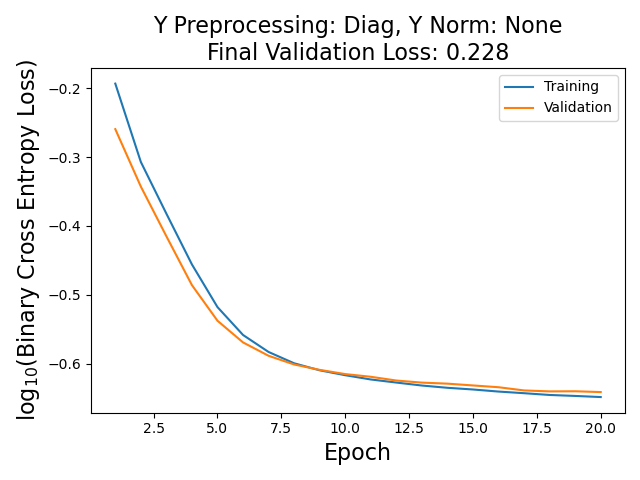 Y Preprocessing: Diag, Y Norm: None
Final Validation Loss: 0.228
Training
Validation
log₁₀(Binary Cross Entropy Loss)
−0.2
−0.3
−0.4
−0.5
−0.6
2.5 5.0 7.5 10.0 12.5 15.0 17.5 20.0
Epoch